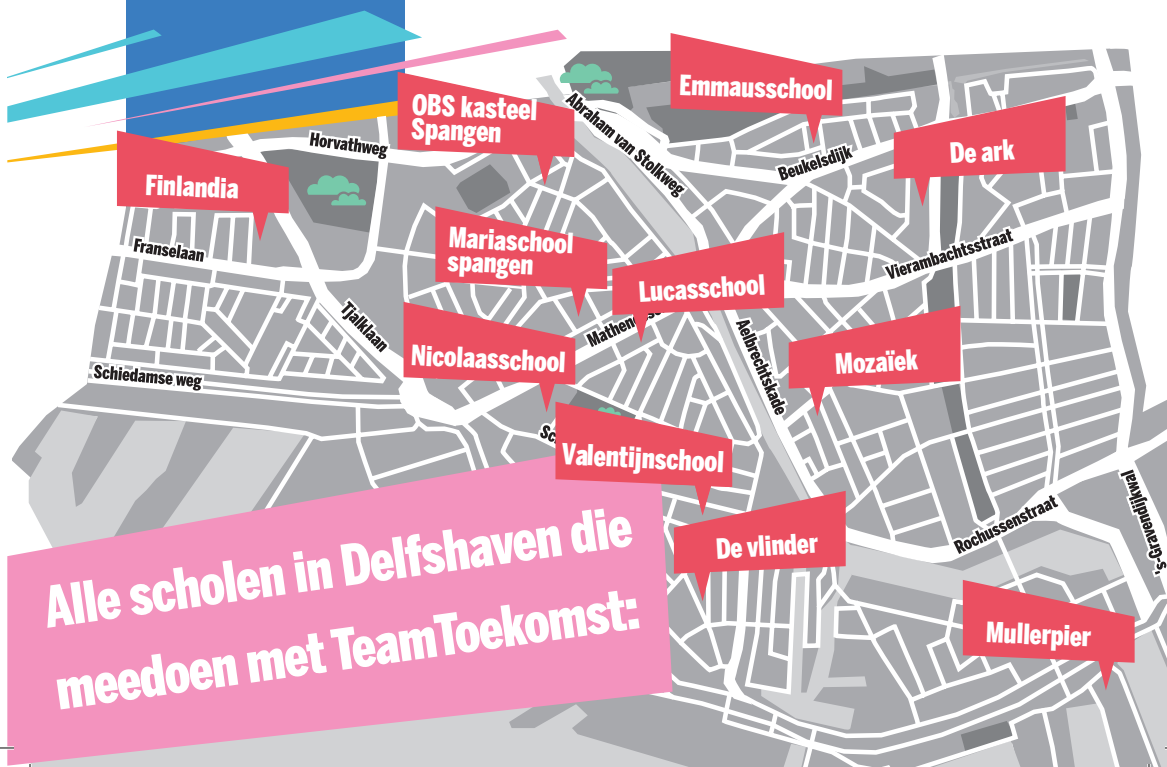 OBS kasteel
Spangen
Emmausschool
Abraham van Stolkweg
Horvathweg
Beukelsdijk
De ark
Finlandia
Franselaan
Mariaschool
spangen
Vierambachtsstraat
Lucasschool
Tjalklaan
Aelbrechtskade
Nicolaasschool
Mozaïek
Schiedamse weg
Valentijnschool
Rochussenstraat
's-Gravendijkwal
De vlinder
Alle scholen in Delfshaven die
meedoen met TeamToekomst:
Mullerpier